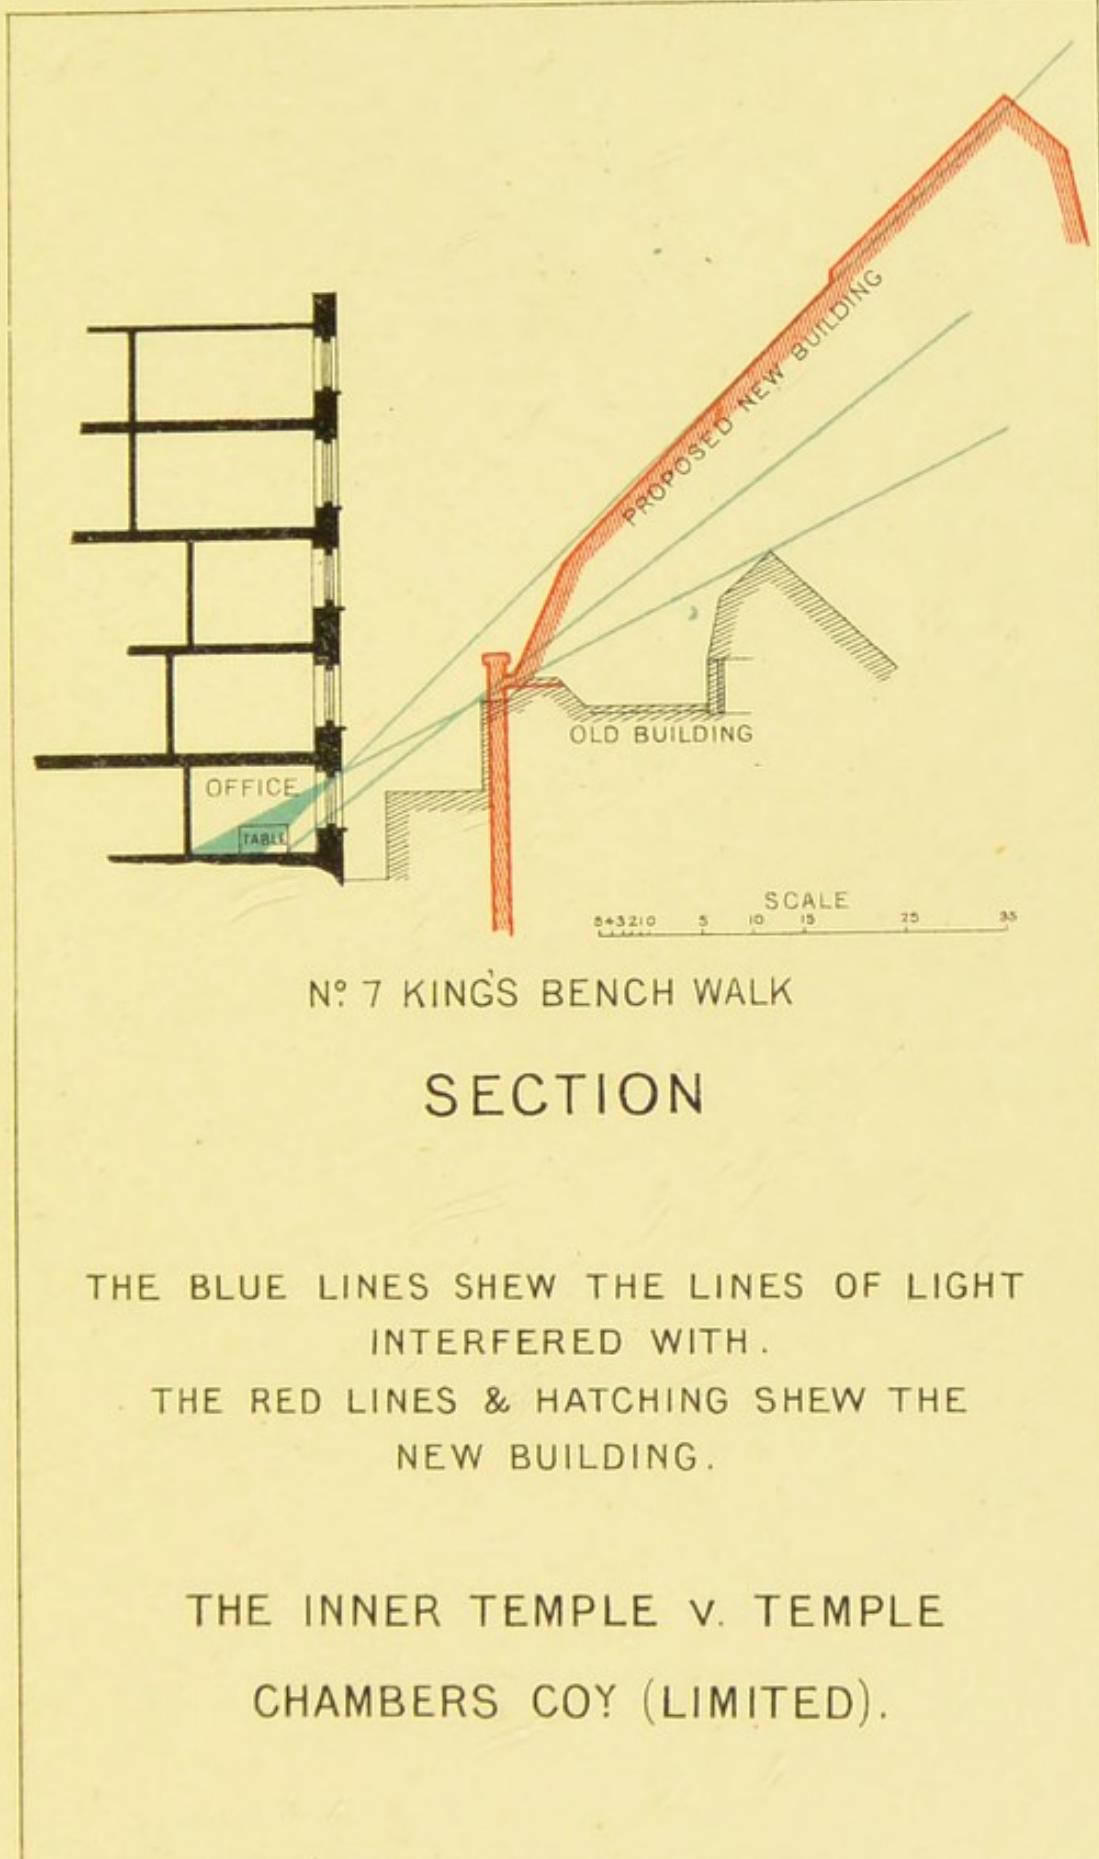 PROPOSED NEW BUILDING
OLD BUILDING
OFFICE
TABLE
SCALE
543210 5 10 15 25 35
Nº 7 KING'S BENCH WALK
SECTION
THE BLUE LINES SHEW THE LINES OF LIGHT
INTERFERED WITH.
THE RED LINES & HATCHING SHEW THE
NEW BUILDING.
THE INNER TEMPLE V. TEMPLE
CHAMBERS COY (LIMITED).